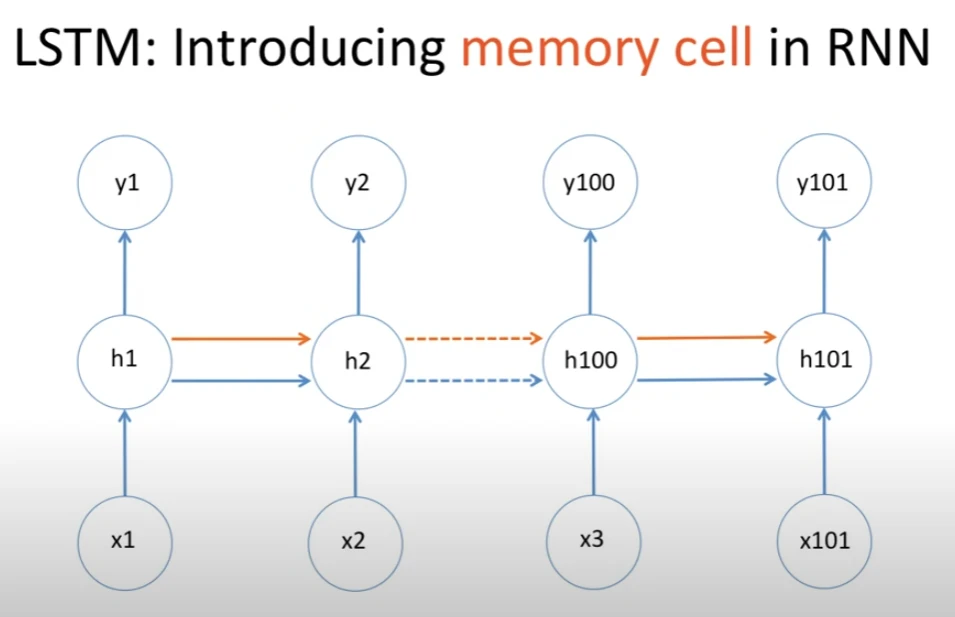 LSTM: Introducing memory cell in RNN
y1 y2 y100 y101
h1 h2 h100 h101
x1 x2 x3 x101